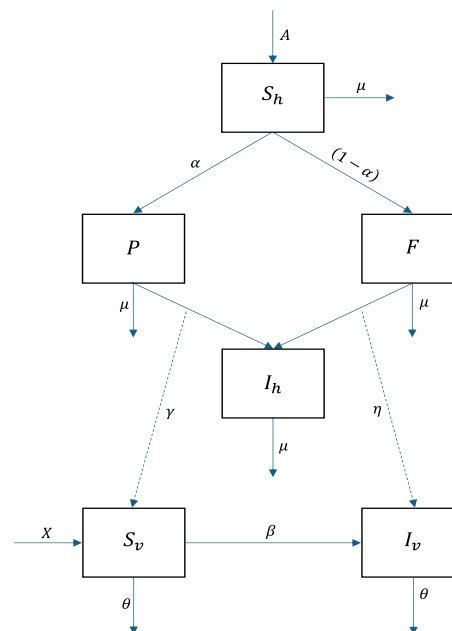 A
S_h
μ
α
(1 − α)
P
F
μ
μ
I_h
γ
η
μ
X
S_v
β
I_v
θ
θ